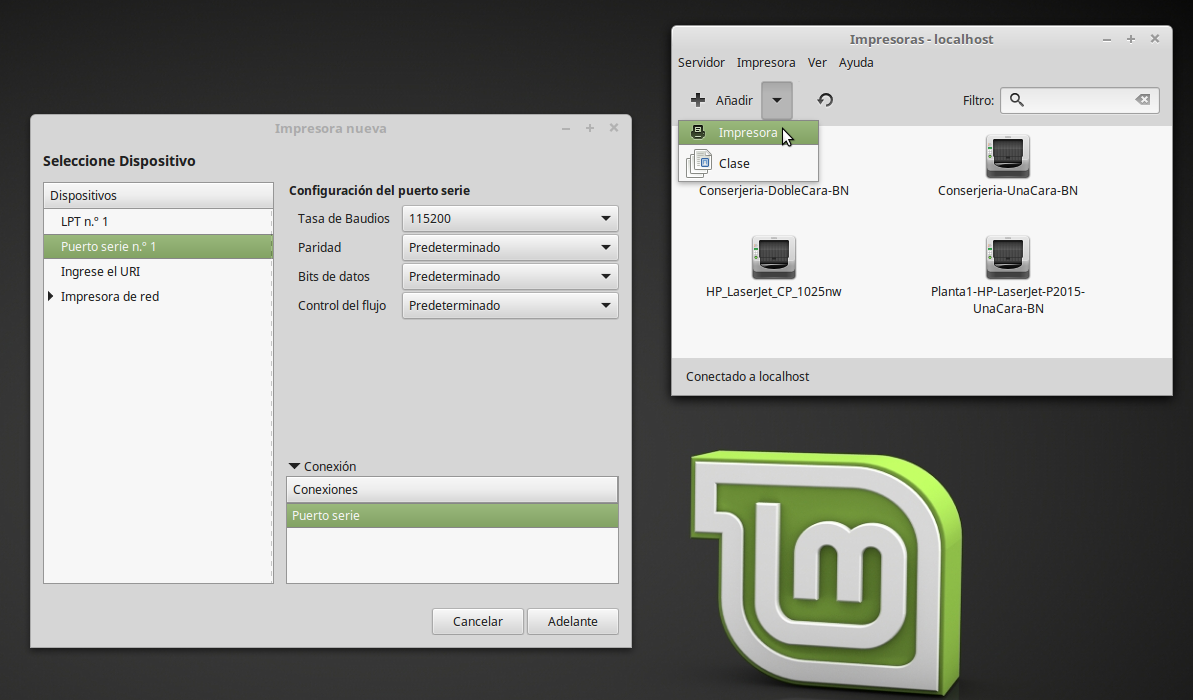 Impresora nueva
Seleccione Dispositivo
Dispositivos
LPT n.º 1
Puerto serie n.º 1
Ingrese el URI
Impresora de red
Configuración del puerto serie
Tasa de Baudios 115200
Paridad Predeterminado
Bits de datos Predeterminado
Control del flujo Predeterminado
Conexión
Conexiones
Puerto serie
Cancelar Adelante
Impresoras - localhost
Servidor Impresora Ver Ayuda
Añadir Filtro:
Impresora
Clase
Conserjeria-DobleCara-BN
Conserjeria-UnaCara-BN
HP_LaserJet_CP_1025nw
Planta1-HP-LaserJet-P2015-
UnaCara-BN
Conectado a localhost
lm